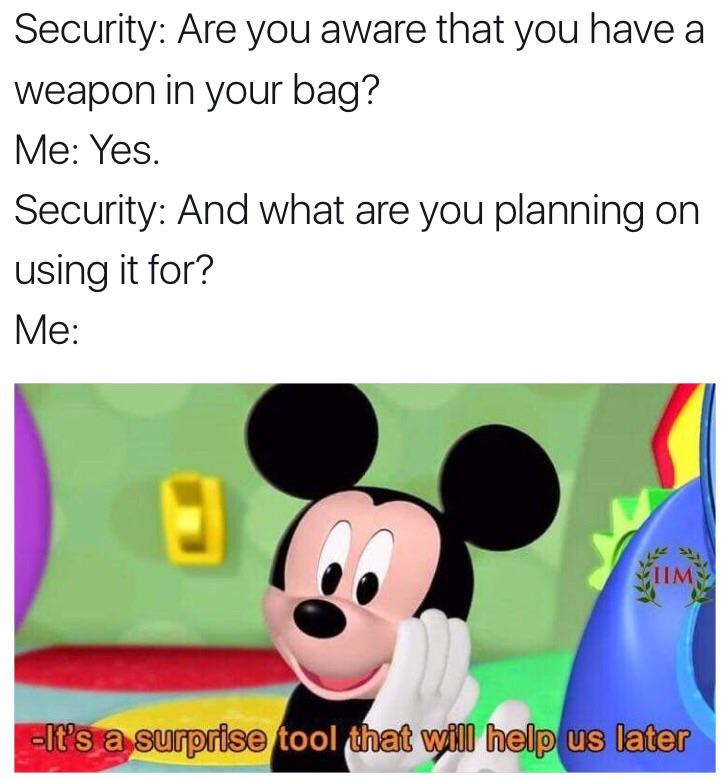 Security: Are you aware that you have a
weapon in your bag?
Me: Yes.
Security: And what are you planning on
using it for?
Me:
IIM
-It's a surprise tool that will help us later